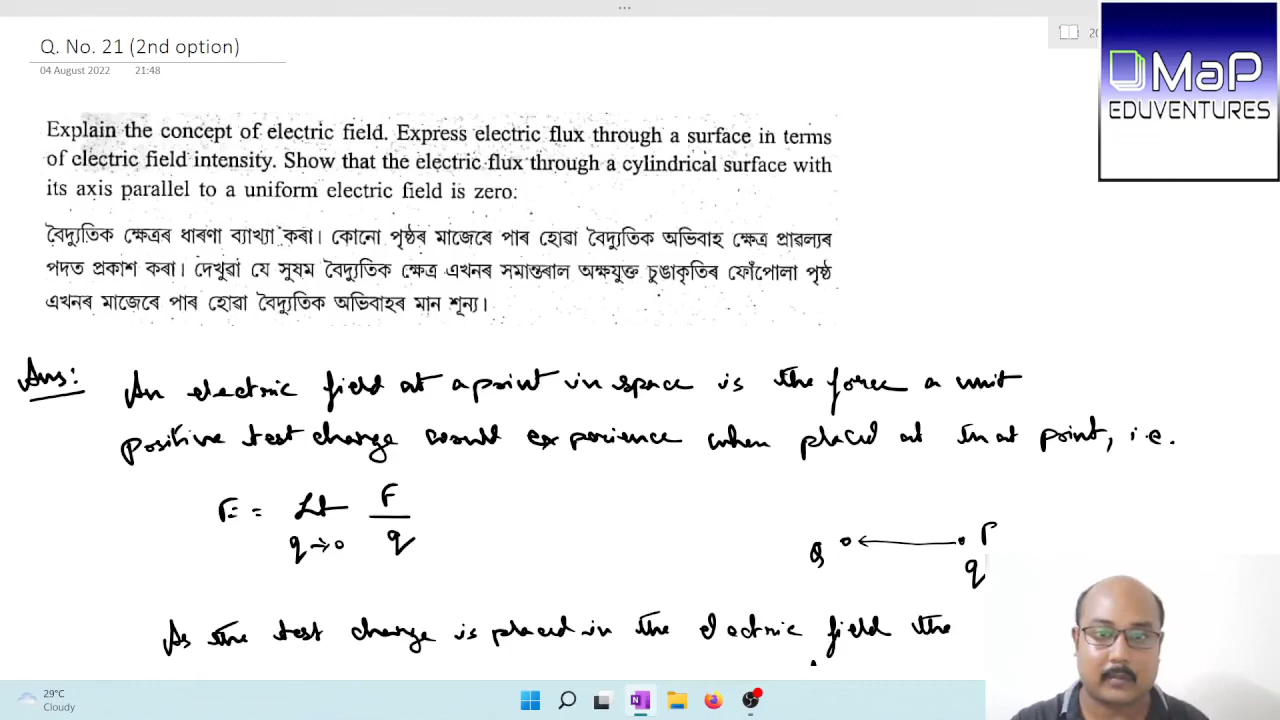 Q. No. 21 (2nd option)
04 August 2022 21:48
MaP
EDUVENTURES
Explain the concept of electric field. Express electric flux through a surface in terms
of electric field intensity. Show that the electric flux through a cylindrical surface with
its axis parallel to a uniform electric field is zero.
বৈদ্যুতিক ক্ষেত্ৰৰ ধাৰণা ব্যাখ্যা কৰা। কোনো পৃষ্ঠৰ মাজেৰে পাৰ হোৱা বৈদ্যুতিক অভিবাহ ক্ষেত্ৰ প্ৰাৱল্যৰ
পদত প্ৰকাশ কৰা। দেখুৱাঁ যে সুষম বৈদ্যুতিক ক্ষেত্ৰ এখনৰ সমান্তৰাল অক্ষযুক্ত চুঙাকৃতিৰ ফোঁপোলা পৃষ্ঠ
এখনৰ মাজেৰে পাৰ হোৱা বৈদ্যুতিক অভিবাহৰ মান শূন্য।
Ans: An electric field at a point in space is the force a unit
positive test charge would experience when placed at that point, i.e.
E = Lt F
q→0 q
Q P
q
As the test charge is placed in the electric field the
29°C
Cloudy